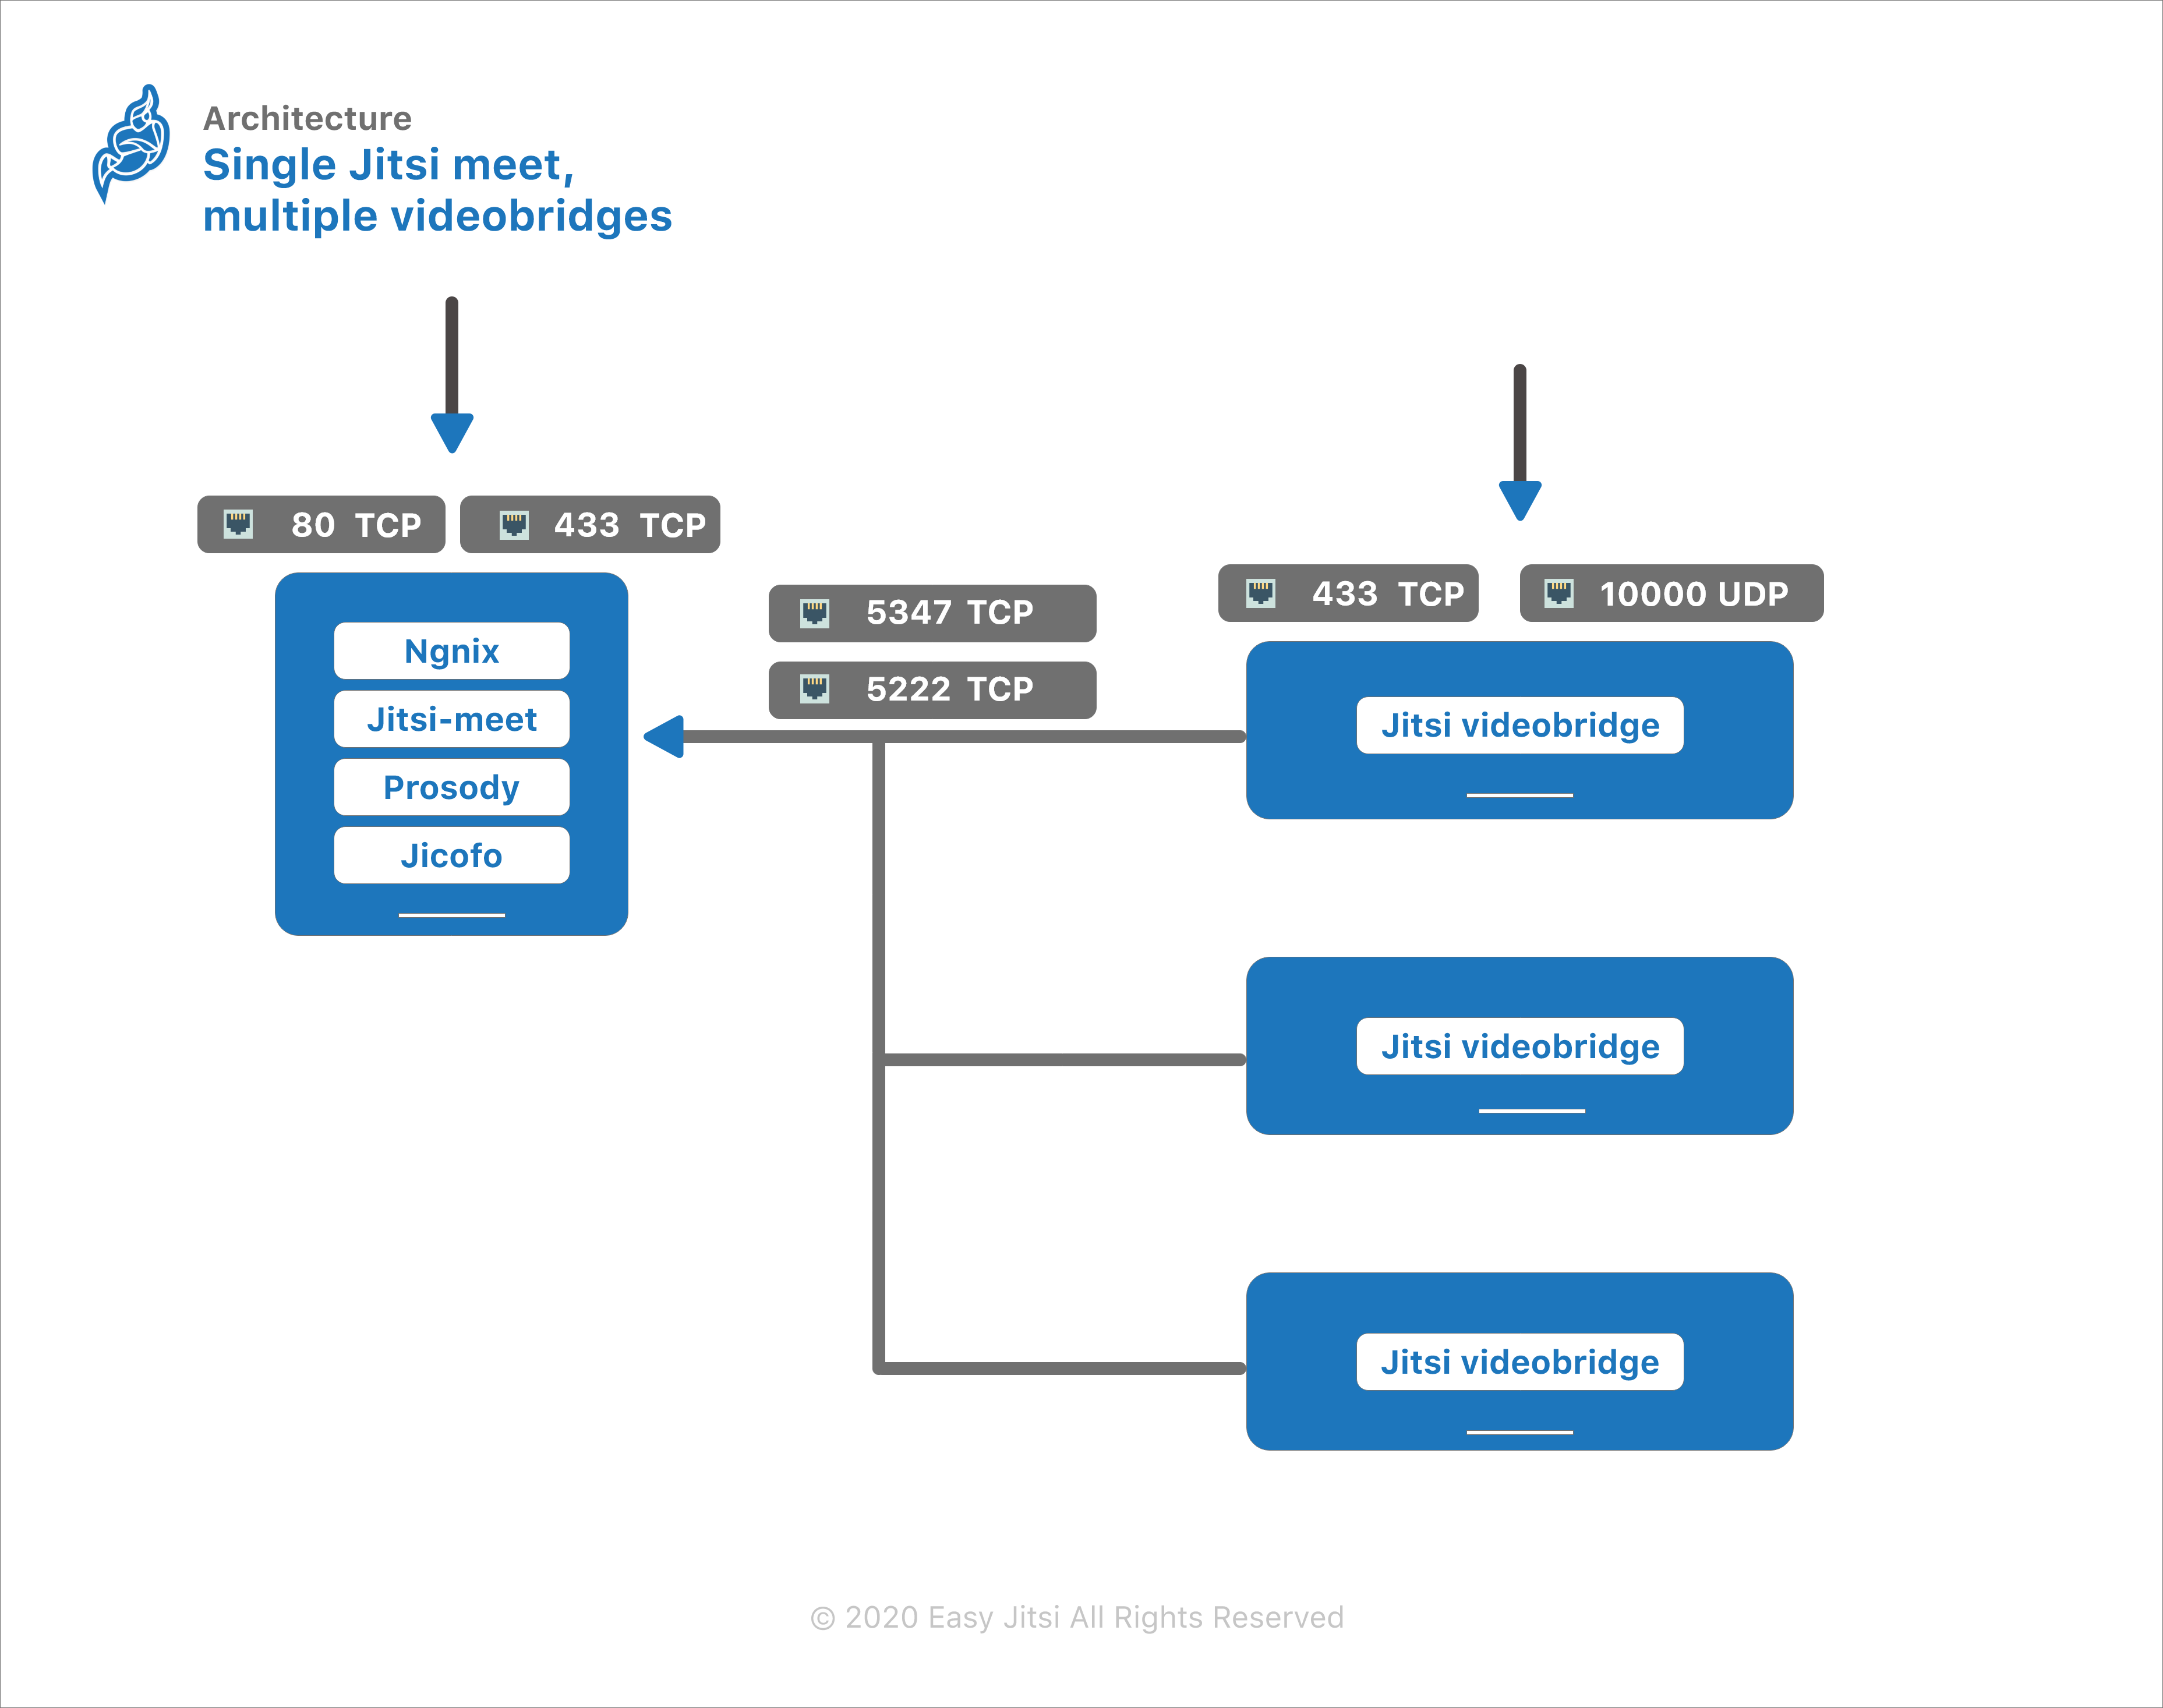 Architecture
Single Jitsi meet,
multiple videobridges
80 TCP
433 TCP
Ngnix
Jitsi-meet
Prosody
Jicofo
5347 TCP
5222 TCP
433 TCP
10000 UDP
Jitsi videobridge
Jitsi videobridge
Jitsi videobridge
© 2020 Easy Jitsi All Rights Reserved